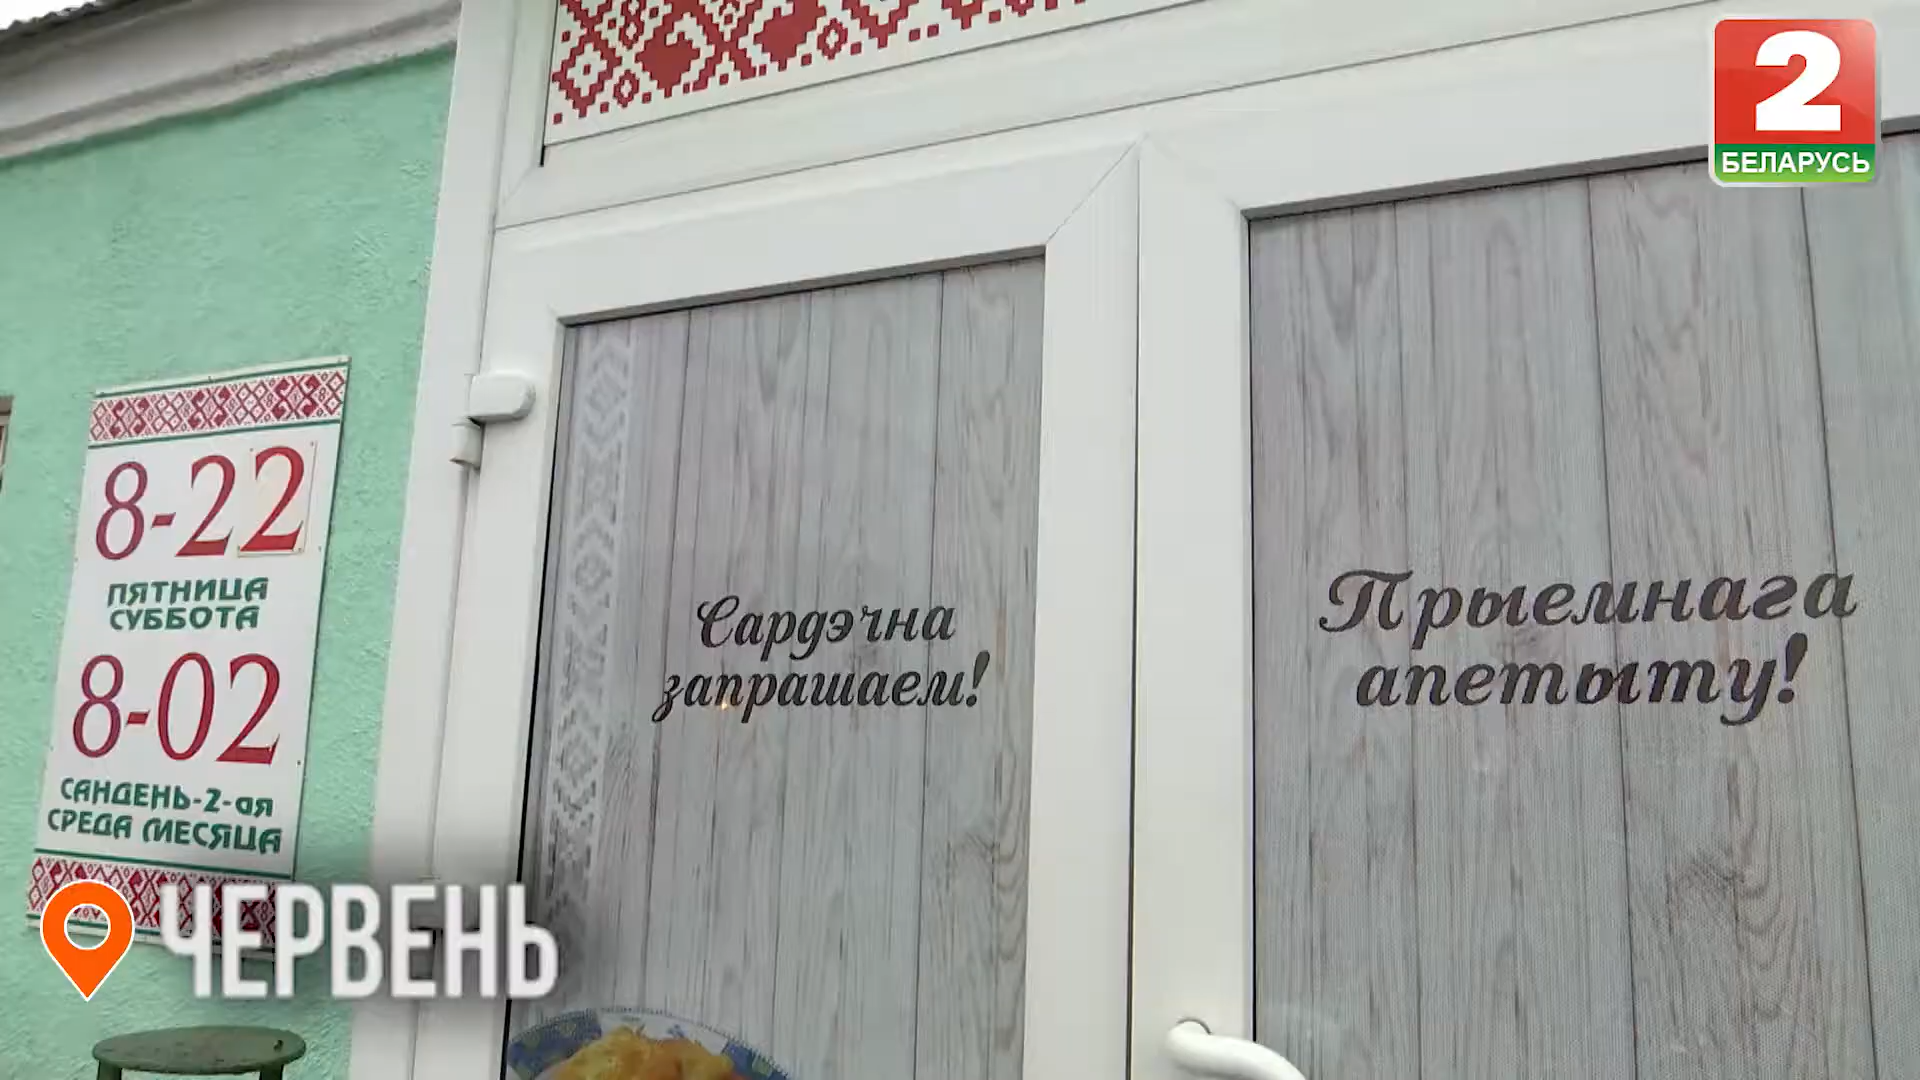 2
БЕЛАРУСЬ
8-22
ПЯТНИЦА
СУББОТА
8-02
САНДЕНЬ-2-ая
СРЕДА МЕСЯЦА
Сардэчна
запрашаем!
Прыемнага
апетыту!
ЧЕРВЕНЬ